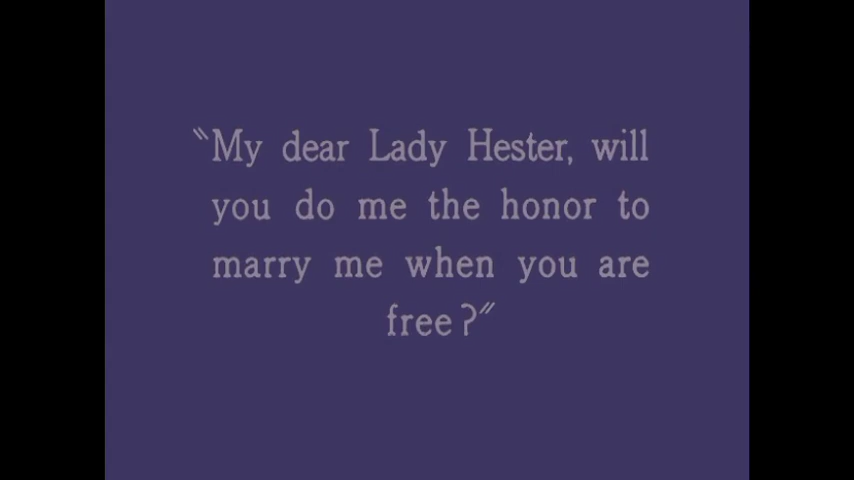 "My dear Lady Hester, will
you do me the honor to
marry me when you are
free?"